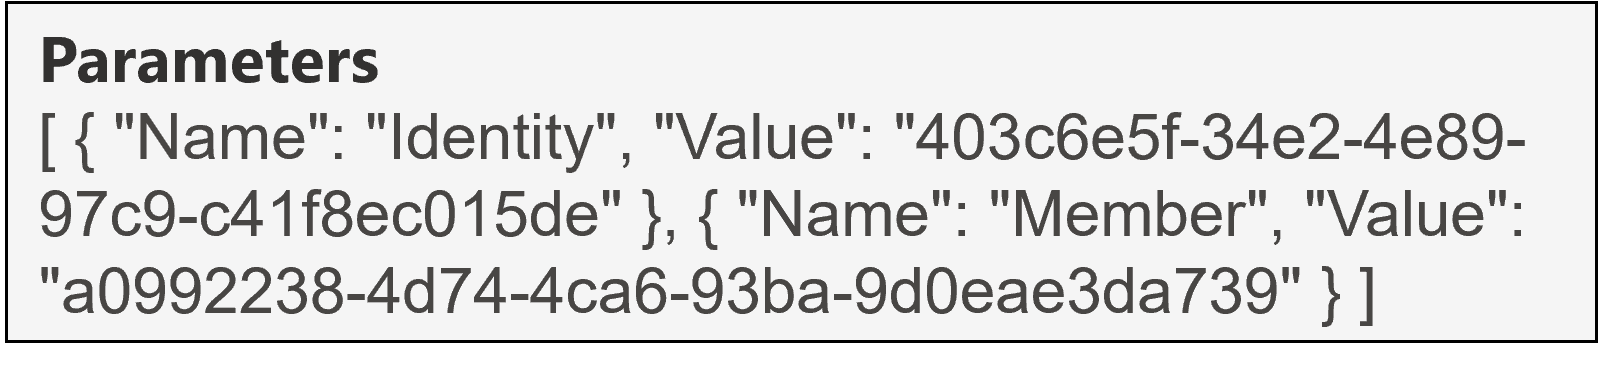 Parameters
[ { "Name": "Identity", "Value": "403c6e5f-34e2-4e89-
97c9-c41f8ec015de" }, { "Name": "Member", "Value":
"a0992238-4d74-4ca6-93ba-9d0eae3da739" } ]